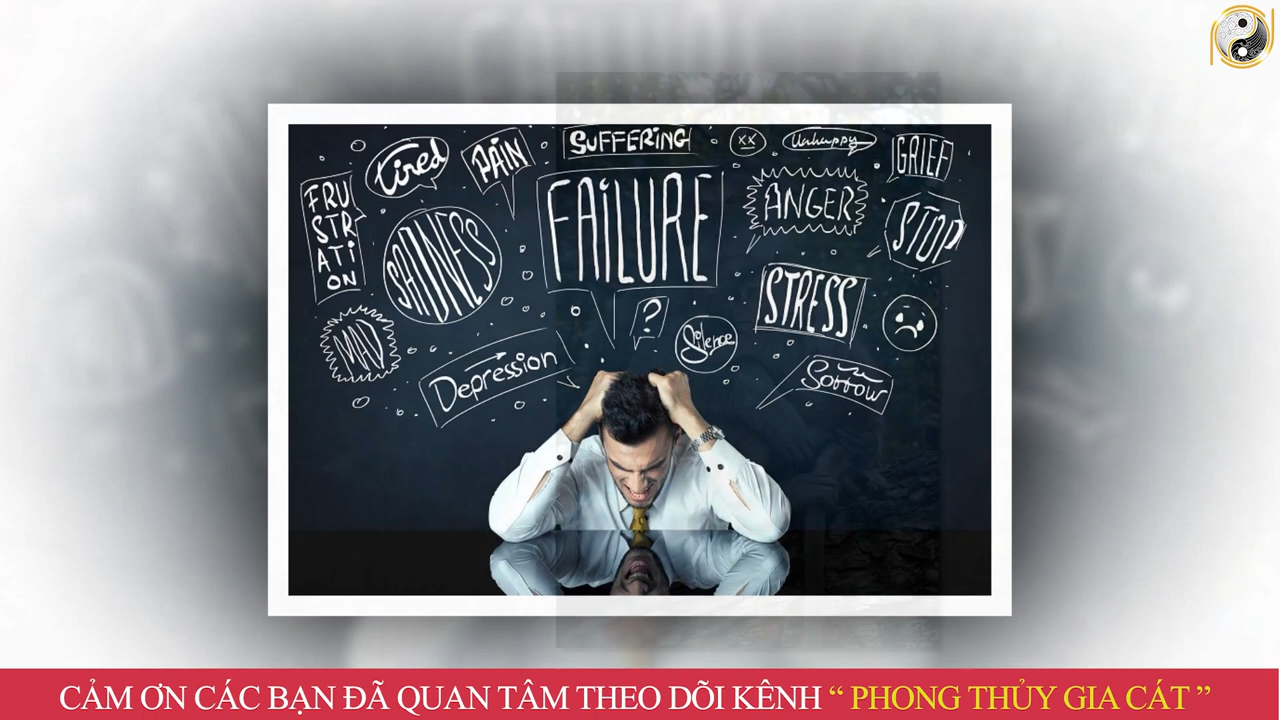 Tired
PAIN
SUFFERING
XX
Unhappy
GRIEF
FRU
STR
ATI
ON
SADNESS
FAILURE
ANGER
STOP
STRESS
?
Silence
MAD
Depression
Sorrow
CẢM ƠN CÁC BẠN ĐÃ QUAN TÂM THEO DÕI KÊNH “ PHONG THỦY GIA CÁT ”